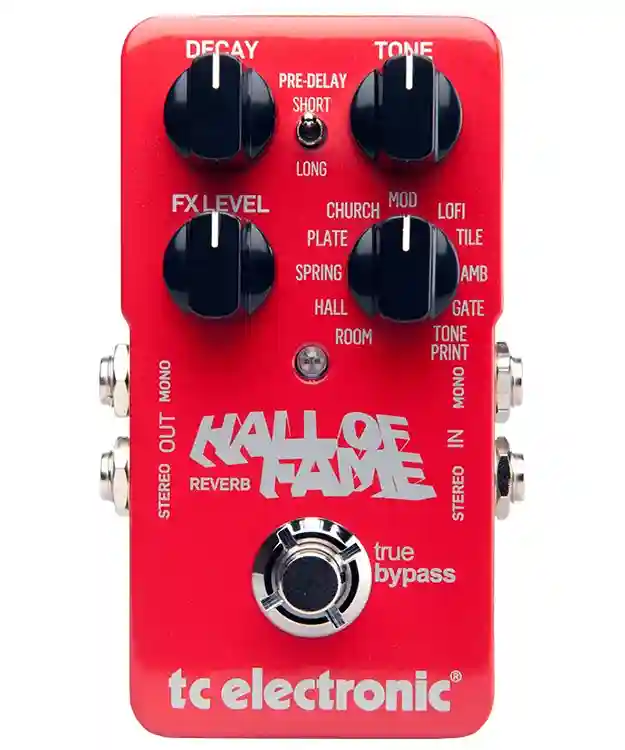 DECAY
TONE
PRE-DELAY
SHORT
LONG
FX LEVEL
CHURCH
MOD
LOFI
PLATE
TILE
SPRING
AMB
HALL
GATE
ROOM
TONE
PRINT
MONO
MONO
OUT
IN
STEREO
STEREO
HALL OF
FAME
REVERB
true
bypass
tc electronic®